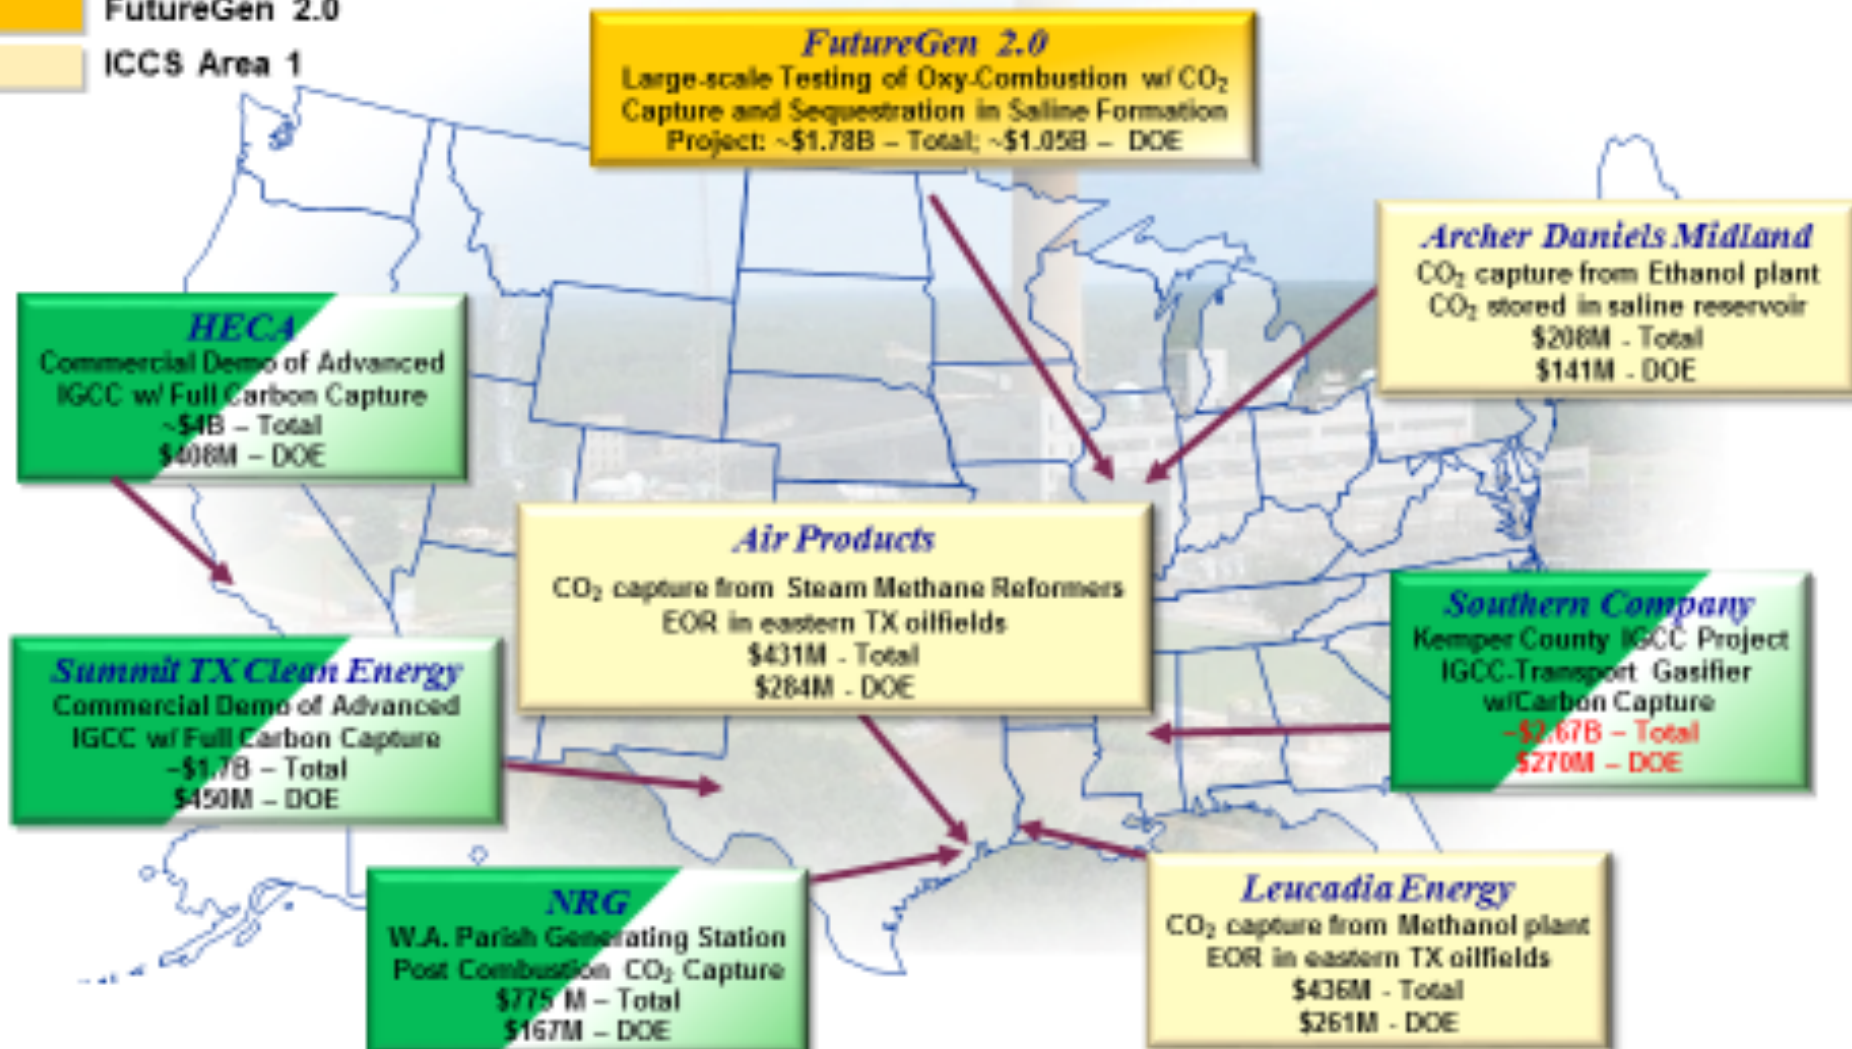 FutureGen 2.0
ICCS Area 1
FutureGen 2.0
Large-scale Testing of Oxy-Combustion w/ CO₂
Capture and Sequestration in Saline Formation
Project: ~$1.78B – Total; ~$1.05B – DOE
Archer Daniels Midland
CO₂ capture from Ethanol plant
CO₂ stored in saline reservoir
$208M - Total
$141M - DOE
HECA
Commercial Demo of Advanced
IGCC w/ Full Carbon Capture
~$4B – Total
$408M – DOE
Air Products
CO₂ capture from Steam Methane Reformers
EOR in eastern TX oilfields
$431M - Total
$284M - DOE
Southern Company
Kemper County IGCC Project
IGCC-Transport Gasifier
w/Carbon Capture
~$2.67B – Total
$270M – DOE
Summit TX Clean Energy
Commercial Demo of Advanced
IGCC w/ Full Carbon Capture
~$1.7B – Total
$450M – DOE
NRG
W.A. Parish Generating Station
Post Combustion CO₂ Capture
$775 M – Total
$167M – DOE
Leucadia Energy
CO₂ capture from Methanol plant
EOR in eastern TX oilfields
$436M - Total
$261M - DOE